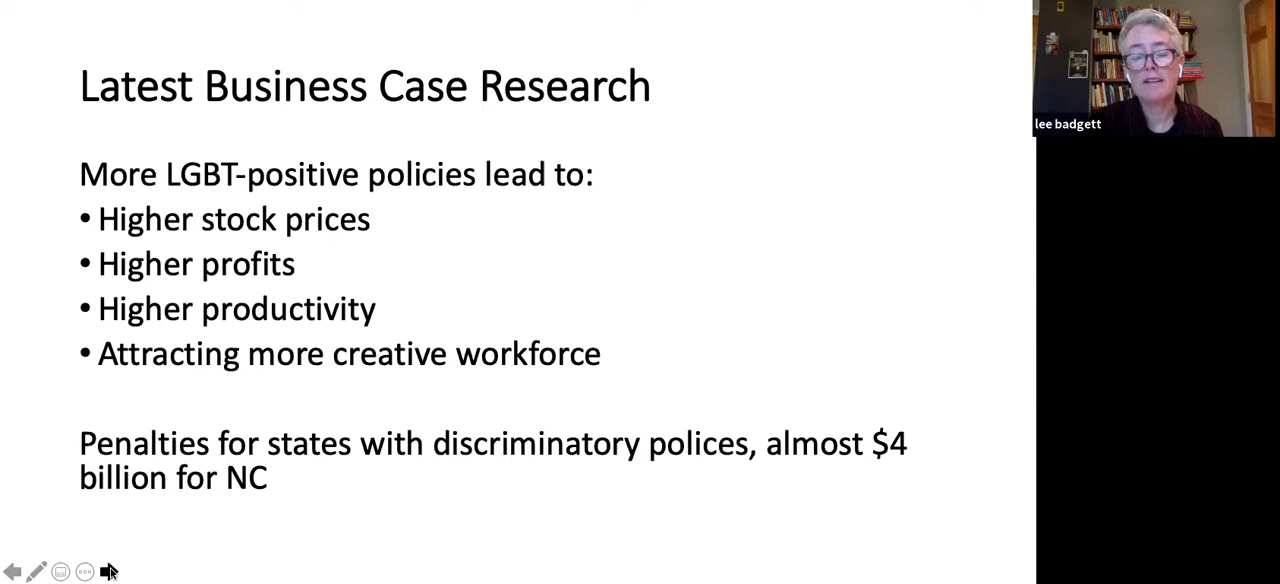 Latest Business Case Research
More LGBT-positive policies lead to:
• Higher stock prices
• Higher profits
• Higher productivity
• Attracting more creative workforce
Penalties for states with discriminatory polices, almost $4
billion for NC
lee badgett